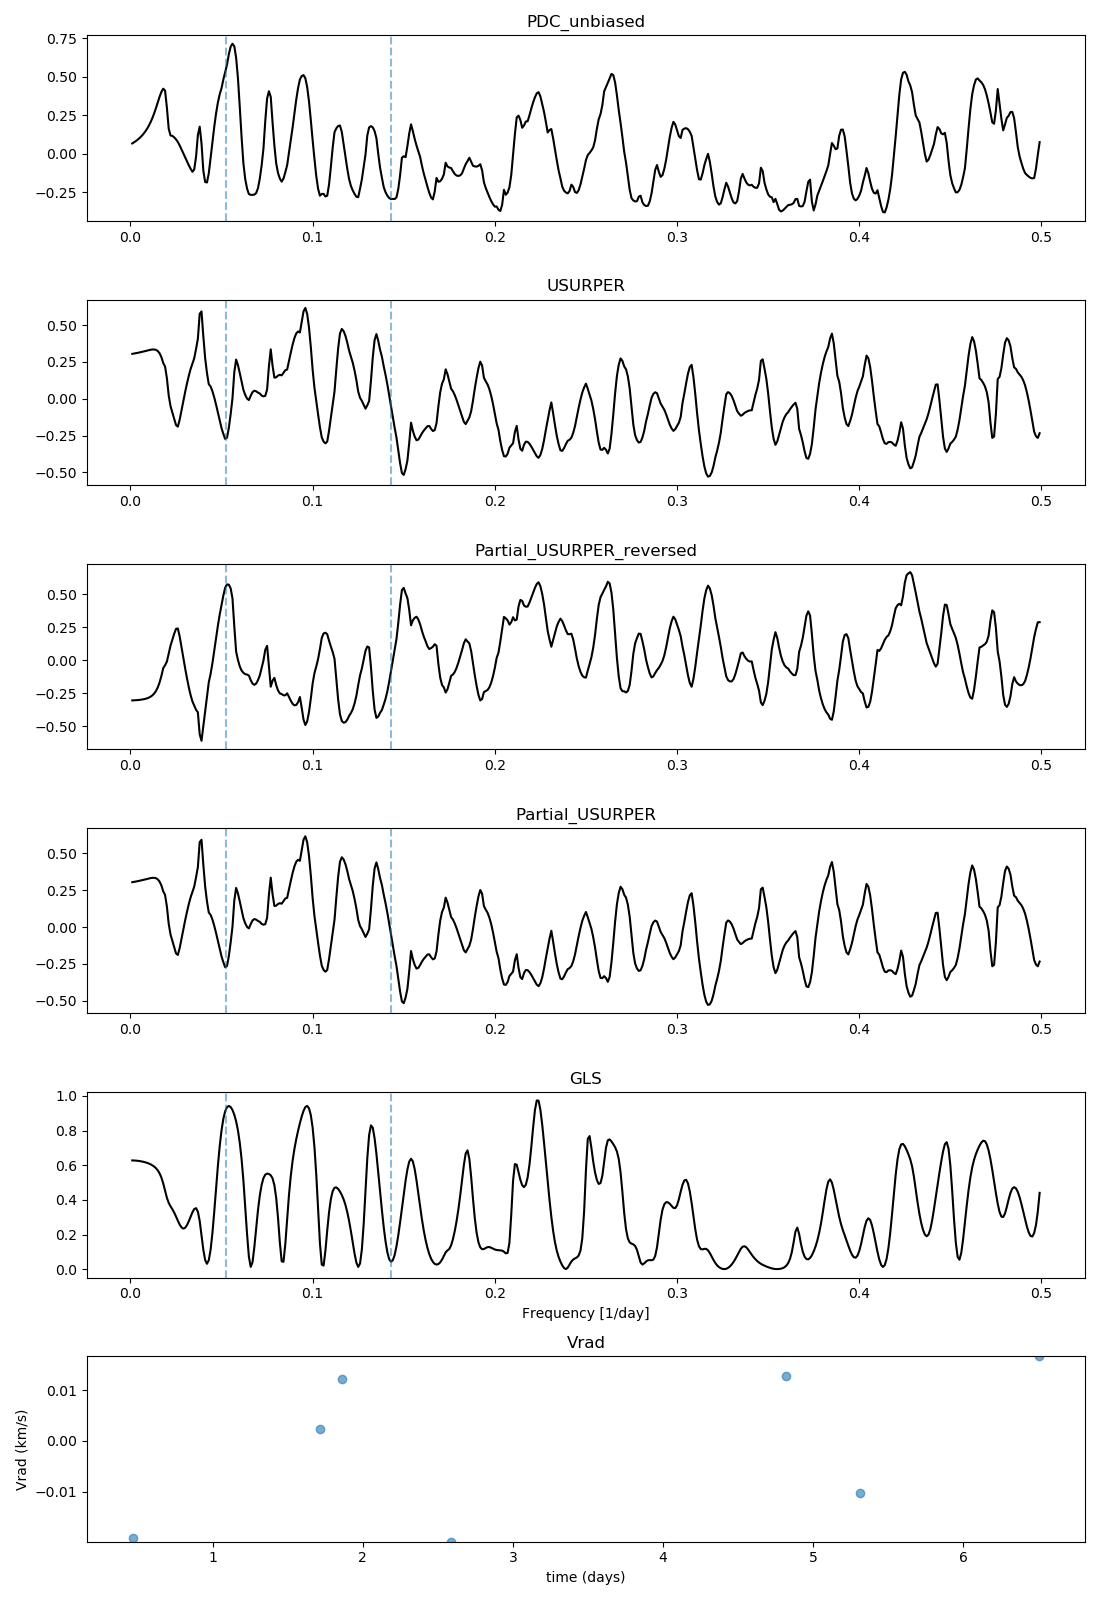 PDC_unbiased
0.75
0.50
0.25
0.00
−0.25
0.0 0.1 0.2 0.3 0.4 0.5
USURPER
0.50
0.25
0.00
−0.25
−0.50
0.0 0.1 0.2 0.3 0.4 0.5
Partial_USURPER_reversed
0.50
0.25
0.00
−0.25
−0.50
0.0 0.1 0.2 0.3 0.4 0.5
Partial_USURPER
0.50
0.25
0.00
−0.25
−0.50
0.0 0.1 0.2 0.3 0.4 0.5
GLS
1.0
0.8
0.6
0.4
0.2
0.0
0.0 0.1 0.2 0.3 0.4 0.5
Frequency [1/day]
Vrad
Vrad (km/s)
0.01
0.00
−0.01
1 2 3 4 5 6
time (days)